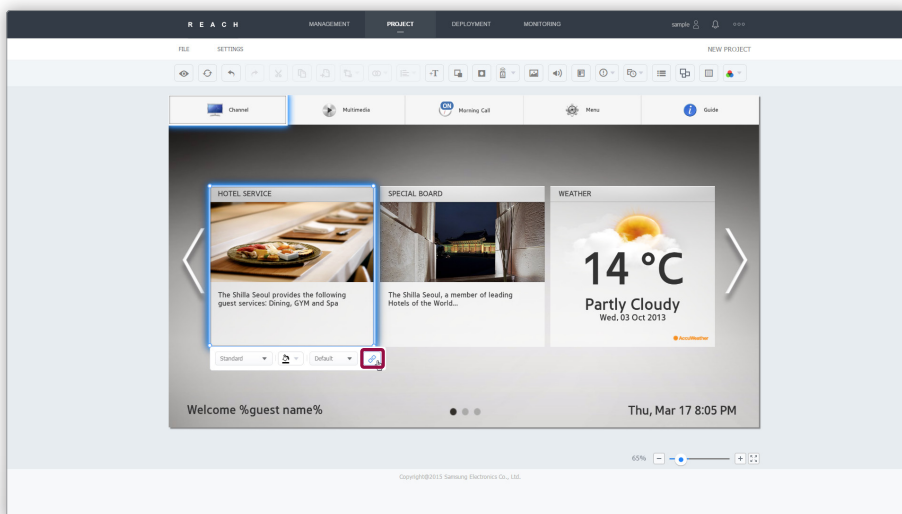 REACH
MANAGEMENT
PROJECT
DEPLOYMENT
MONITORING
sample
FILE
SETTINGS
NEW PROJECT
T
Channel
Multimedia
ON
Morning Call
Menu
i
Guide
HOTEL SERVICE
SPECIAL BOARD
WEATHER
The Shilla Seoul provides the following
guest services: Dining, GYM and Spa
The Shilla Seoul, a member of leading
Hotels of the World...
14 °C
Partly Cloudy
Wed, 03 Oct 2013
AccuWeather
Standard
Default
Welcome %guest name%
Thu, Mar 17 8:05 PM
65%
Copyright@2015 Samsung Electronics Co., Ltd.